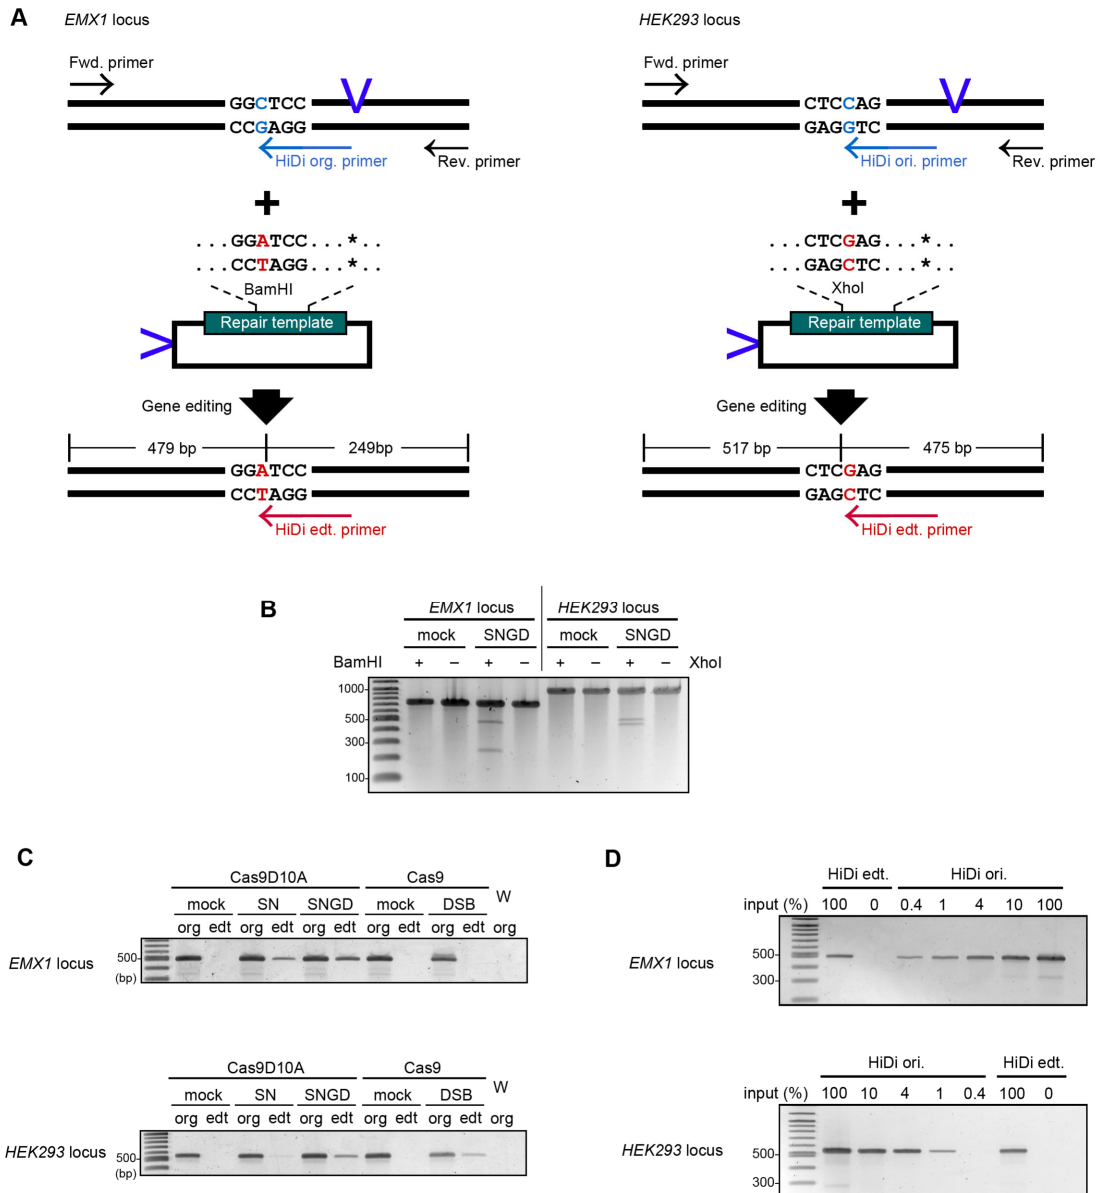 A
EMX1 locus
HEK293 locus
Fwd. primer
Fwd. primer
GGCTCC
CTCCAG
CCGAGG
GAGGTC
HiDi org. primer
Rev. primer
HiDi ori. primer
Rev. primer
+
+
...GGATCC...*..
...CTCGAG...*..
...CCTAGG...*..
...GAGCTC...*..
BamHI
XhoI
Repair template
Repair template
Gene editing
Gene editing
479 bp
249bp
517 bp
475 bp
GGATCC
CTCGAG
CCTAGG
GAGCTC
HiDi edt. primer
HiDi edt. primer
B
EMX1 locus
HEK293 locus
mock SNGD mock SNGD
BamHI + − + − + − + − XhoI
1000
500
300
100
C
Cas9D10A Cas9
W
mock SN SNGD mock DSB
org edt org edt org edt org edt org edt org
500
(bp)
EMX1 locus
Cas9D10A Cas9
W
mock SN SNGD mock DSB
org edt org edt org edt org edt org edt org
500
(bp)
HEK293 locus
D
HiDi edt. HiDi ori.
input (%) 100 0 0.4 1 4 10 100
500
300
EMX1 locus
HiDi ori. HiDi edt.
input (%) 100 10 4 1 0.4 100 0
500
300
HEK293 locus